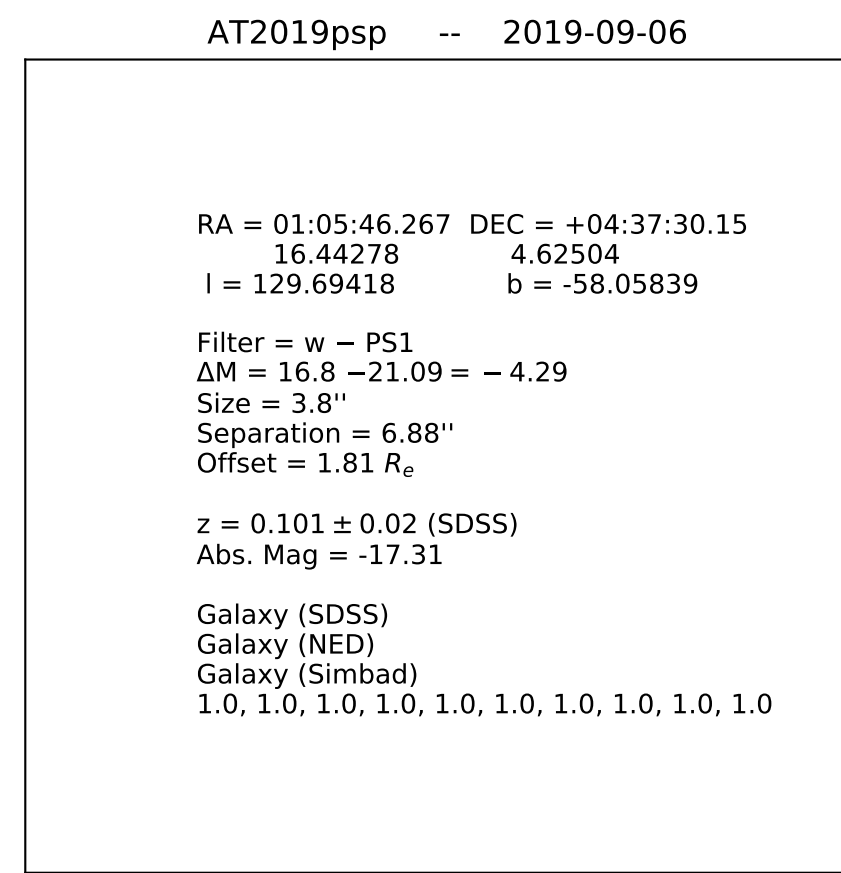 AT2019psp -- 2019-09-06
RA = 01:05:46.267 DEC = +04:37:30.15
16.44278 4.62504
l = 129.69418 b = -58.05839
Filter = w − PS1
ΔM = 16.8 −21.09 = − 4.29
Size = 3.8''
Separation = 6.88''
Offset = 1.81 Rₑ
z = 0.101 ± 0.02 (SDSS)
Abs. Mag = -17.31
Galaxy (SDSS)
Galaxy (NED)
Galaxy (Simbad)
1.0, 1.0, 1.0, 1.0, 1.0, 1.0, 1.0, 1.0, 1.0, 1.0